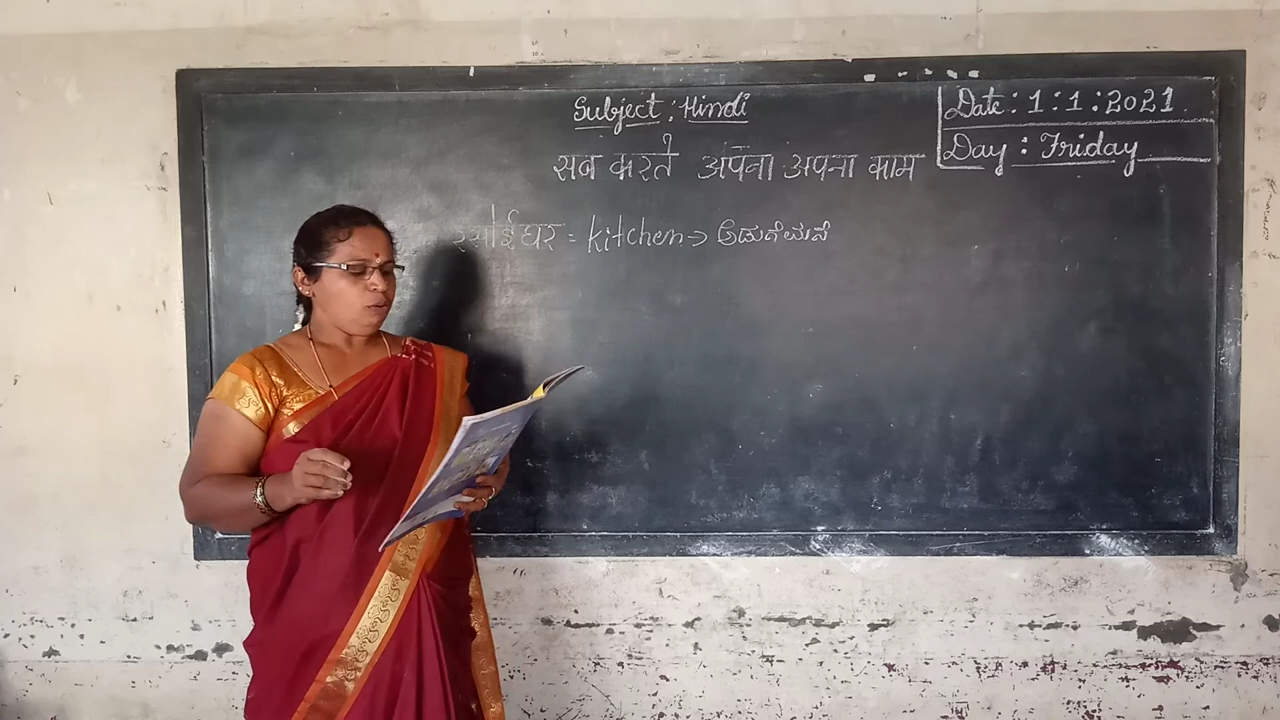 Subject : Hindi
Date : 1 : 1 : 2021
Day : Friday
सब करते अपना अपना काम
रसोईघर = kitchen → ಅಡುಗೆಮನೆ